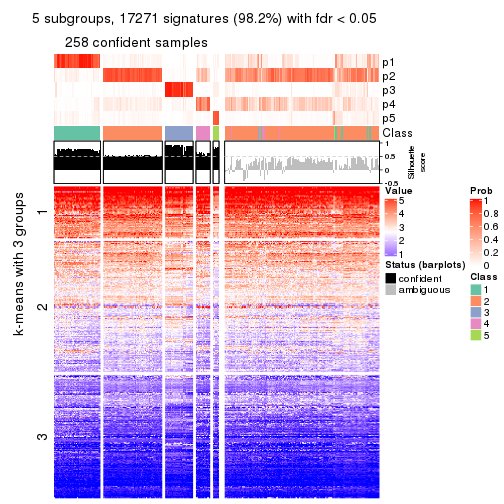 5 subgroups, 17271 signatures (98.2%) with fdr < 0.05
258 confident samples
p1
p2
p3
p4
p5
Class
1
0.5
0
-0.5
Silhouette
score
k-means with 3 groups
1
2
3
Value
5
4
3
2
1
Status (barplots)
confident
ambiguous
Prob
1
0.8
0.6
0.4
0.2
0
Class
1
2
3
4
5